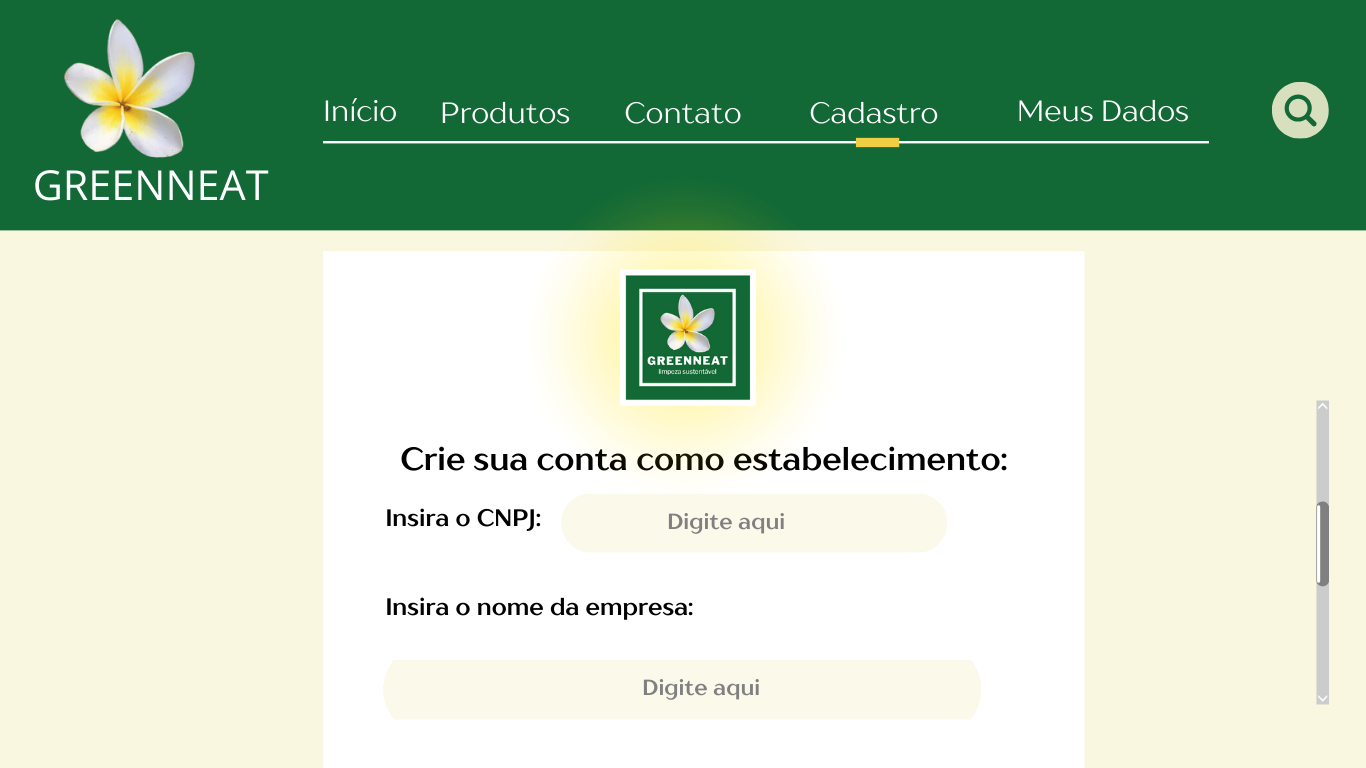 Início Produtos Contato Cadastro Meus Dados
GREENNEAT
GREENNEAT
limpeza sustentável
Crie sua conta como estabelecimento:
Insira o CNPJ: Digite aqui
Insira o nome da empresa:
Digite aqui